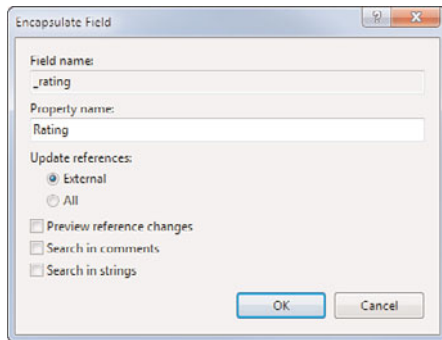 Encapsulate Field
Field name:
_rating
Property name:
Rating
Update references:
External
All
Preview reference changes
Search in comments
Search in strings
OK
Cancel